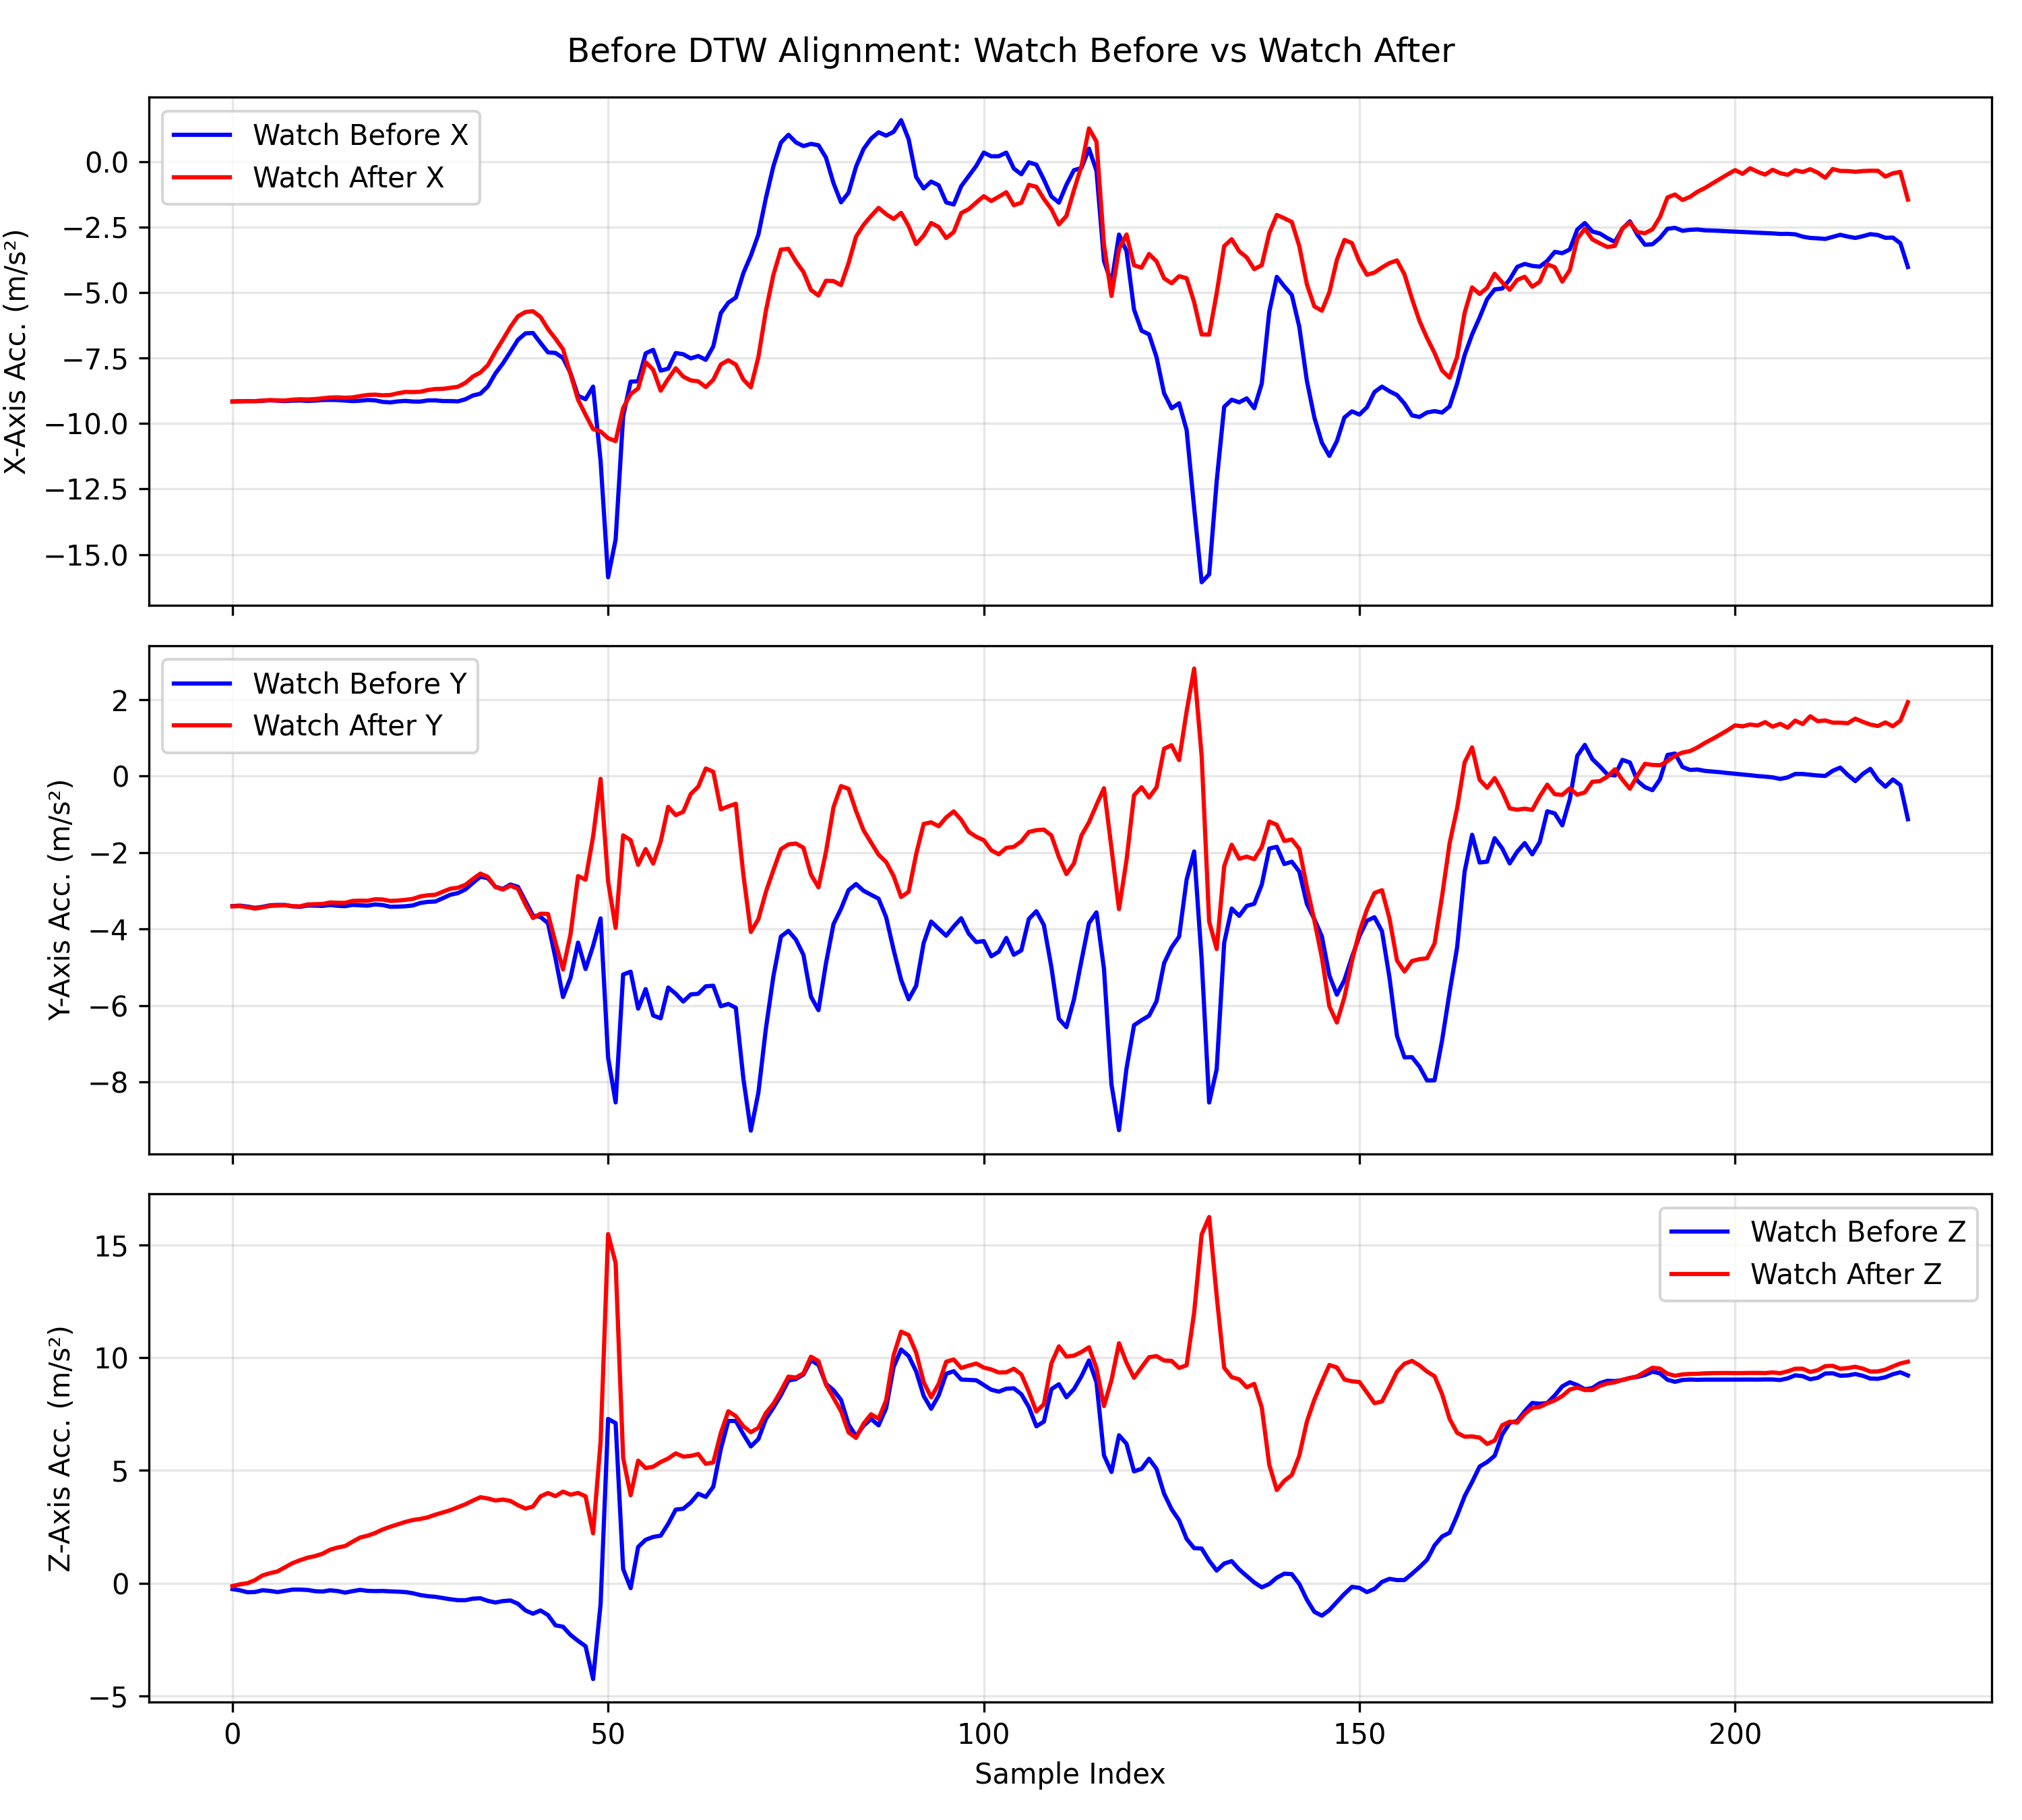 Before DTW Alignment: Watch Before vs Watch After
Watch Before X
Watch After X
X-Axis Acc. (m/s²)
0.0
−2.5
−5.0
−7.5
−10.0
−12.5
−15.0
Watch Before Y
Watch After Y
Y-Axis Acc. (m/s²)
2
0
−2
−4
−6
−8
Watch Before Z
Watch After Z
Z-Axis Acc. (m/s²)
15
10
5
0
−5
0 50 100 150 200
Sample Index